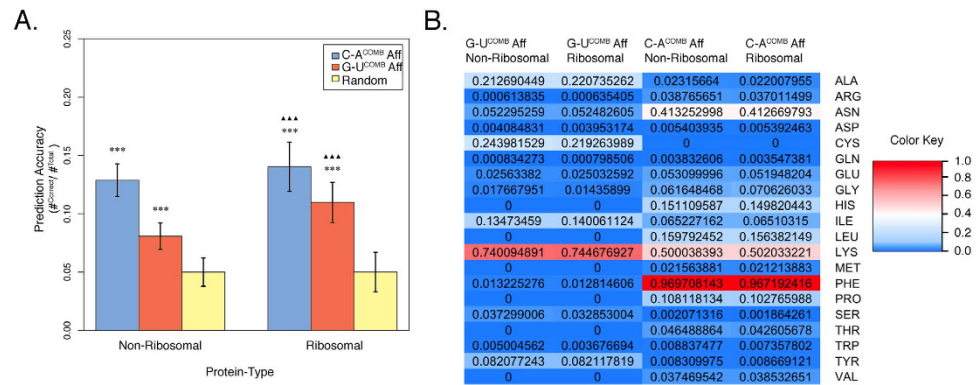 A.
0.25
0.20
0.15
0.10
0.05
0.00
Prediction Accuracy
(#Correct / #Total)
C-A^COMB Aff
G-U^COMB Aff
Random
***
***
▲▲▲
***
▲▲▲
***
Non-Ribosomal
Ribosomal
Protein-Type
B.
G-U^COMB Aff G-U^COMB Aff C-A^COMB Aff C-A^COMB Aff
Non-Ribosomal Ribosomal Non-Ribosomal Ribosomal
0.212690449 0.220735262 0.02315664 0.022007955 ALA
0.000613835 0.000635405 0.038765651 0.037011499 ARG
0.052295259 0.052482605 0.413252998 0.412669793 ASN
0.004084831 0.003953174 0.005403935 0.005392463 ASP
0.243981529 0.219263989 0 0 CYS
0.000834273 0.000798506 0.003832606 0.003547381 GLN
0.02563382 0.025032592 0.053099996 0.051948204 GLU
0.017667951 0.01435899 0.061648468 0.070626033 GLY
0 0 0.151109587 0.149820443 HIS
0.13473459 0.140061124 0.065227162 0.06510315 ILE
0 0 0.159792452 0.156382149 LEU
0.740094891 0.744676927 0.500038393 0.502033221 LYS
0 0 0.021563881 0.021213883 MET
0.013225276 0.012814606 0.969708143 0.967192416 PHE
0 0 0.108118134 0.102765988 PRO
0.037299006 0.032853004 0.002071316 0.001864261 SER
0 0 0.046488864 0.042605678 THR
0.005004562 0.003676694 0.008837477 0.007357802 TRP
0.082077243 0.082117819 0.008309975 0.008669121 TYR
0 0 0.037469542 0.038532651 VAL
Color Key
1.0
0.8
0.6
0.4
0.2
0.0